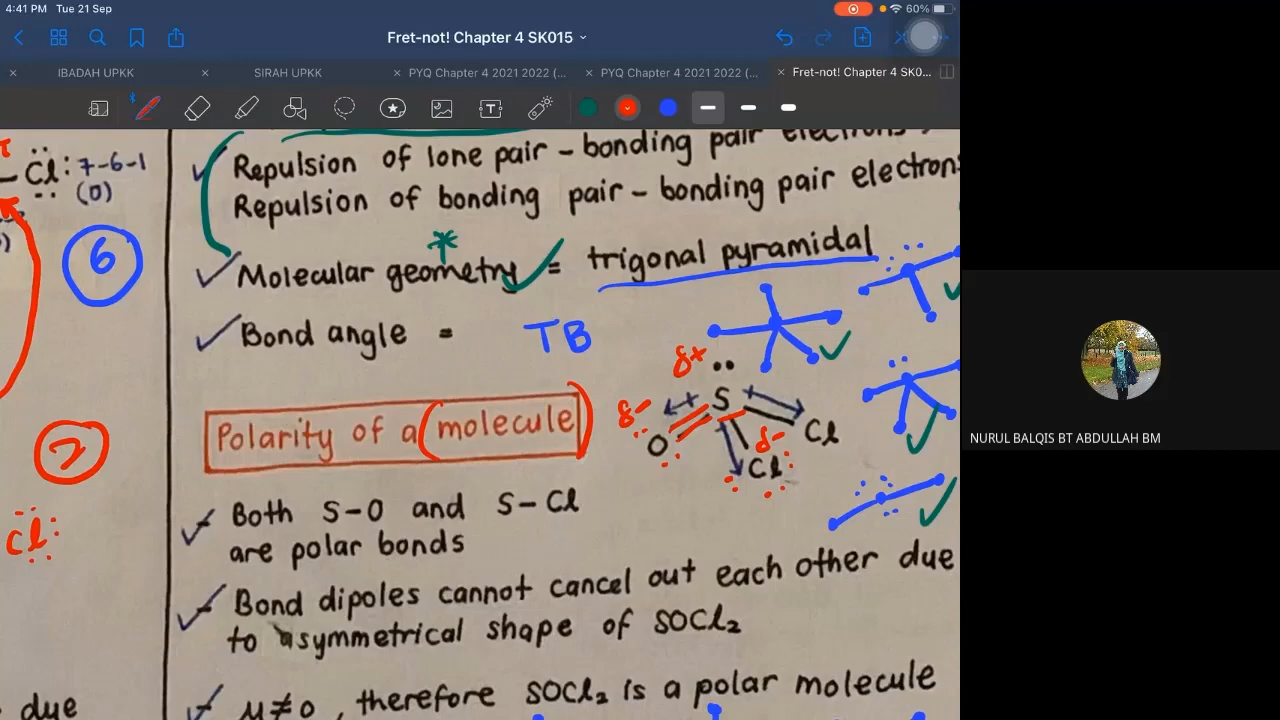 4:41 PM Tue 21 Sep
60%
Fret-not! Chapter 4 SK015
IBADAH UPKK
SIRAH UPKK
PYQ Chapter 4 2021 2022 (...
PYQ Chapter 4 2021 2022 (...
Fret-not! Chapter 4 SK0...
Cl: 7-6-1
(0)
6
2
Cl:
due
Repulsion of lone pair - bonding pair electrons
Repulsion of bonding pair - bonding pair electrons
Molecular geometry = trigonal pyramidal
Bond angle = TB
δ+
S
δ-
O
Cl
δ-
Cl
Polarity of a (molecule)
Both S-O and S-Cl
are polar bonds
Bond dipoles cannot cancel out each other due
to asymmetrical shape of SOCl₂
μ≠0, therefore SOCl₂ is a polar molecule
NURUL BALQIS BT ABDULLAH BM